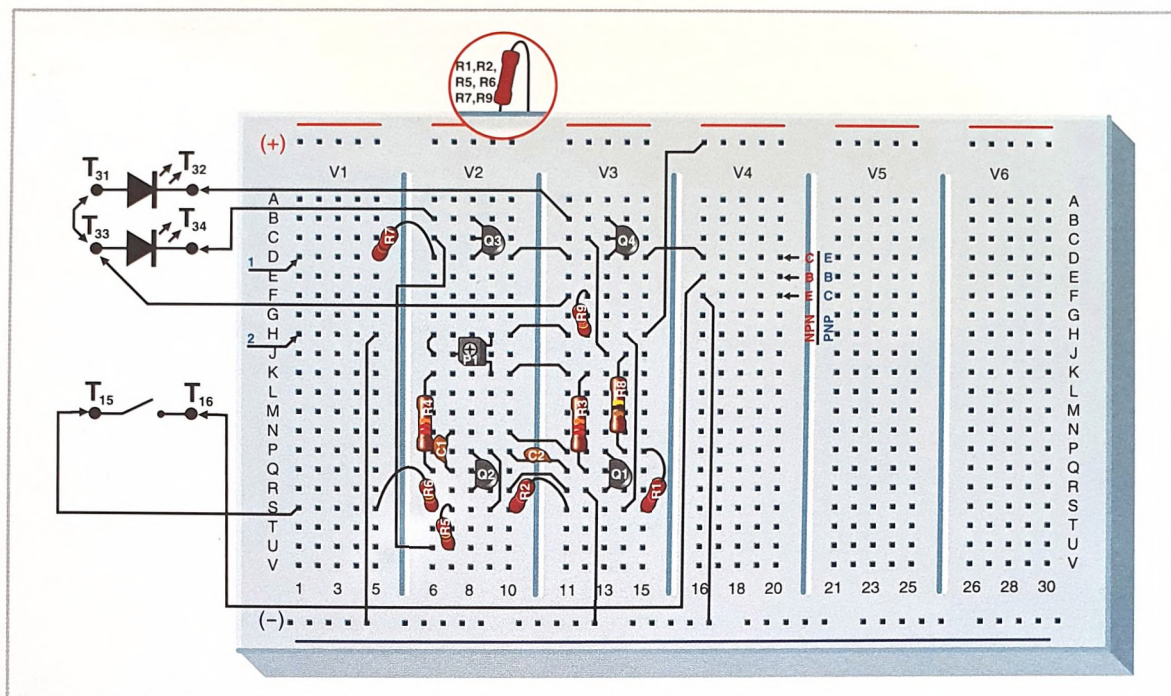 R1,R2,
R5, R6
R7,R9
(+)
V1 V2 V3 V4 V5 V6
T31 T32
T33 T34
A A
B B
C R7 Q3 Q4 C
1 D C E D
E B B E
F E C F
G R9 G
2 H NPN PNP H
J P1 J
K K
L R8 L
M R4 R3 M
T15 T16
N N
P C1 C2 P
Q Q2 Q1 Q
R R6 R2 R1 R
S S
T R5 T
U U
V V
1 3 5 6 8 10 11 13 15 16 18 20 21 23 25 26 28 30
(-)